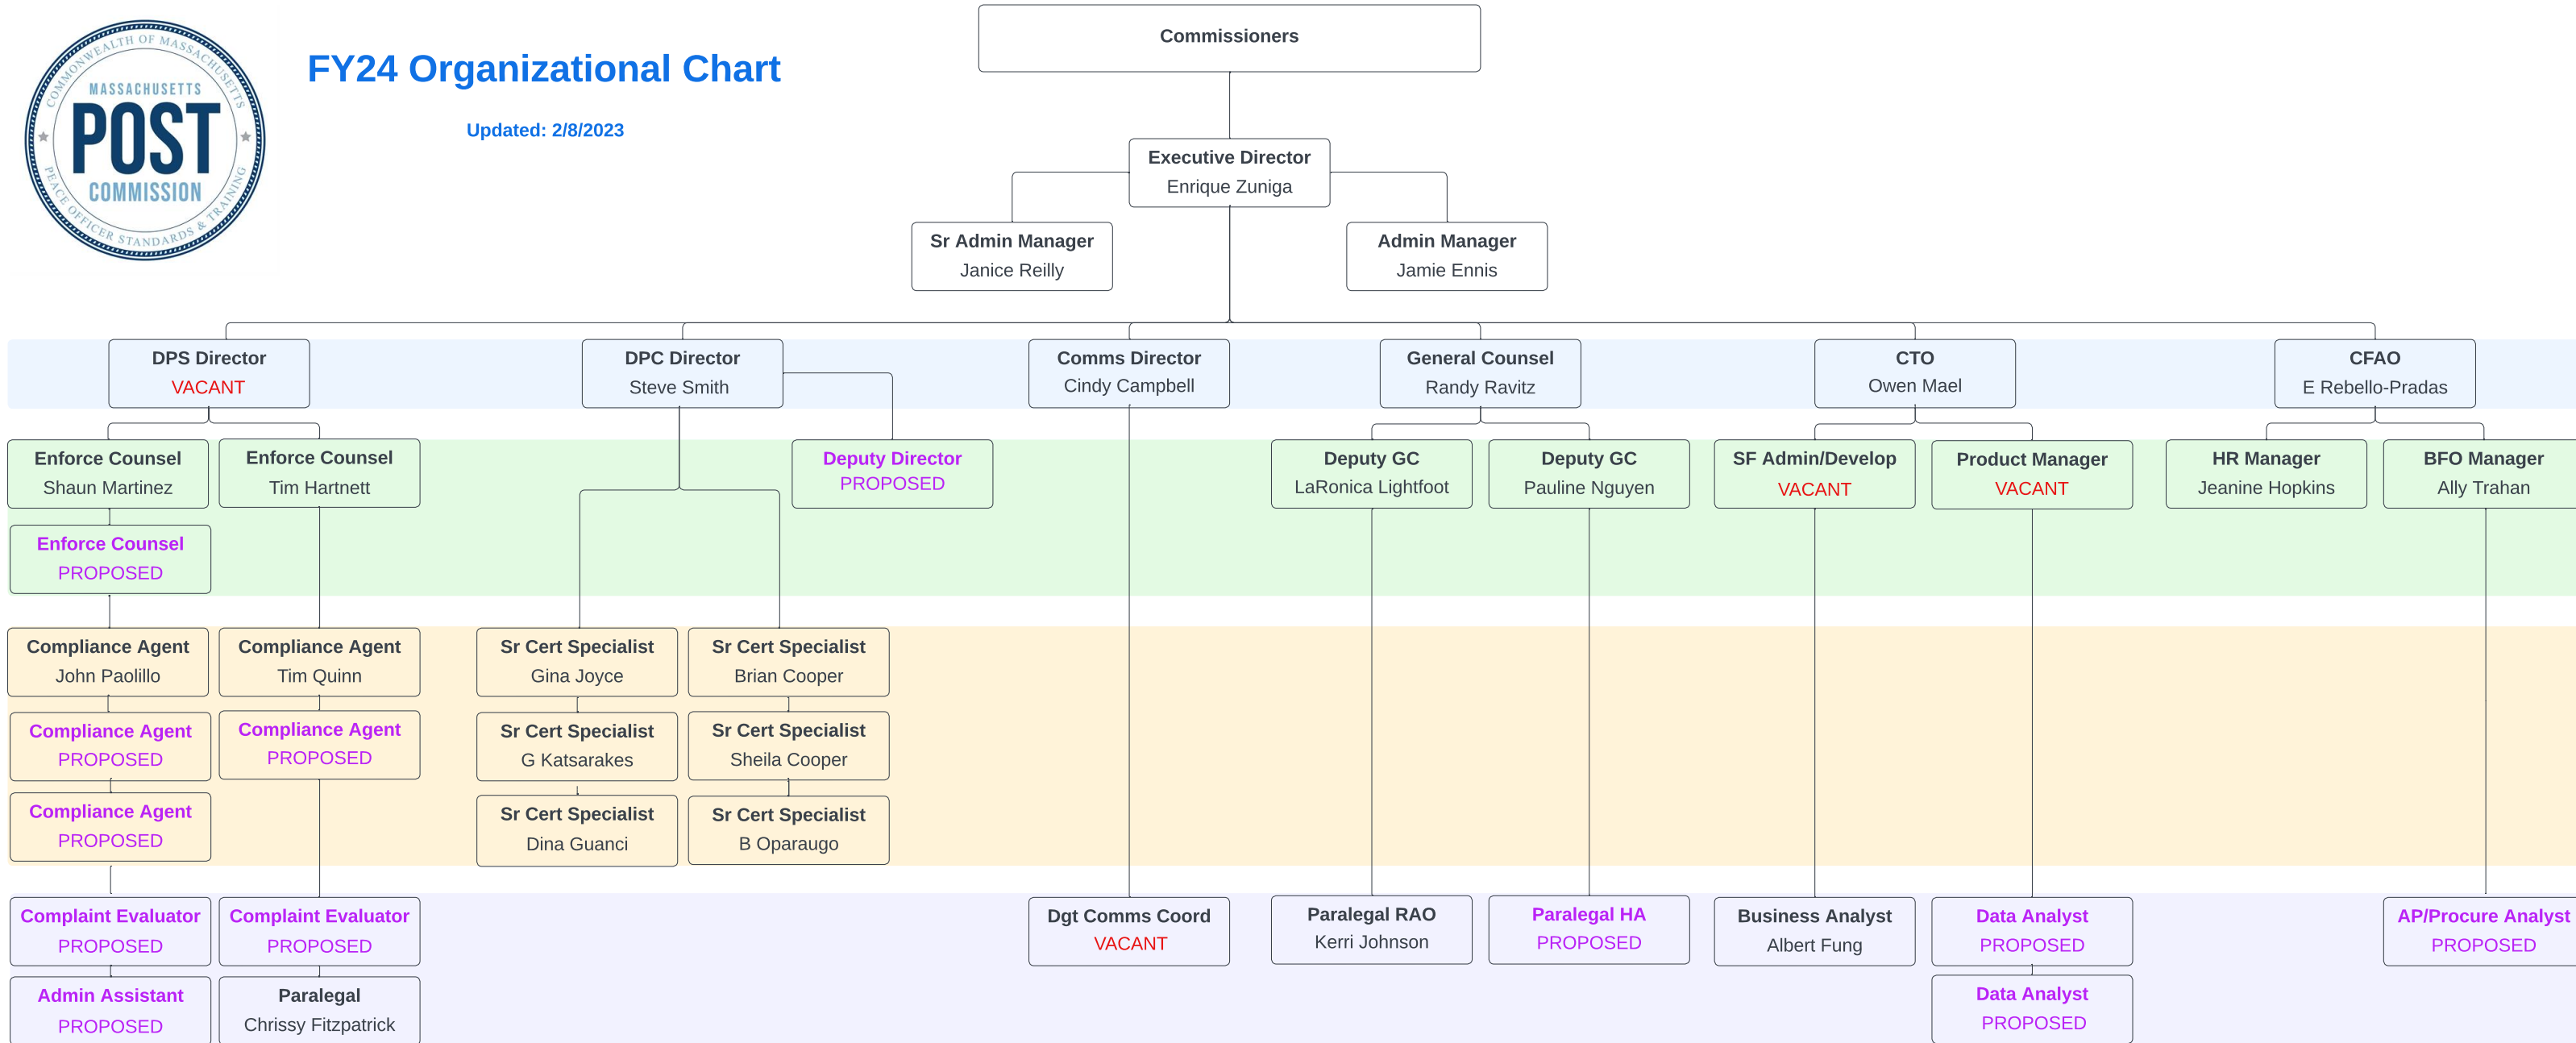 COMMONWEALTH OF MASSACHUSETTS
MASSACHUSETTS
POST
COMMISSION
PEACE OFFICER STANDARDS & TRAINING
FY24 Organizational Chart
Updated: 2/8/2023
Commissioners
Executive Director
Enrique Zuniga
Sr Admin Manager
Janice Reilly
Admin Manager
Jamie Ennis
DPS Director
VACANT
DPC Director
Steve Smith
Comms Director
Cindy Campbell
General Counsel
Randy Ravitz
CTO
Owen Mael
CFAO
E Rebello-Pradas
Enforce Counsel
Shaun Martinez
Enforce Counsel
Tim Hartnett
Deputy Director
PROPOSED
Deputy GC
LaRonica Lightfoot
Deputy GC
Pauline Nguyen
SF Admin/Develop
VACANT
Product Manager
VACANT
HR Manager
Jeanine Hopkins
BFO Manager
Ally Trahan
Enforce Counsel
PROPOSED
Compliance Agent
John Paolillo
Compliance Agent
Tim Quinn
Sr Cert Specialist
Gina Joyce
Sr Cert Specialist
Brian Cooper
Compliance Agent
PROPOSED
Compliance Agent
PROPOSED
Sr Cert Specialist
G Katsarakes
Sr Cert Specialist
Sheila Cooper
Compliance Agent
PROPOSED
Sr Cert Specialist
Dina Guanci
Sr Cert Specialist
B Oparaugo
Complaint Evaluator
PROPOSED
Complaint Evaluator
PROPOSED
Dgt Comms Coord
VACANT
Paralegal RAO
Kerri Johnson
Paralegal HA
PROPOSED
Business Analyst
Albert Fung
Data Analyst
PROPOSED
AP/Procure Analyst
PROPOSED
Admin Assistant
PROPOSED
Paralegal
Chrissy Fitzpatrick
Data Analyst
PROPOSED